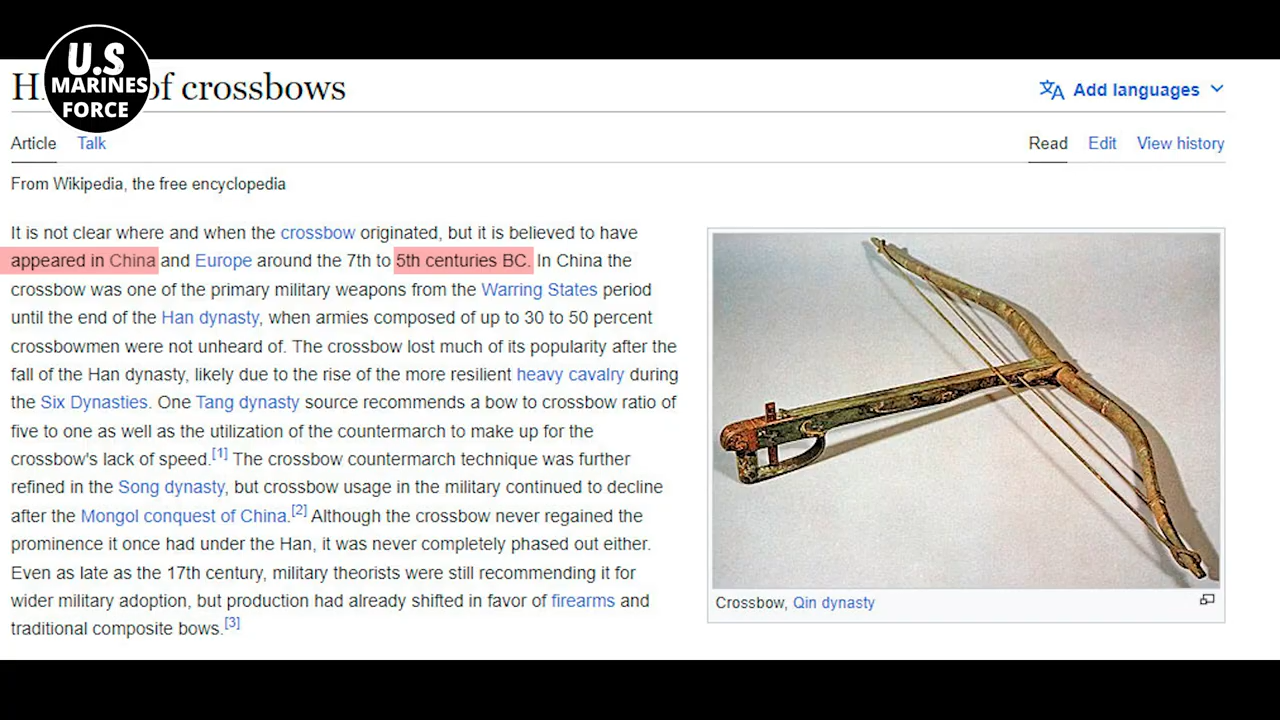 U.S
MARINES
FORCE
of crossbows
Add languages
Article Talk
Read Edit View history
From Wikipedia, the free encyclopedia
It is not clear where and when the crossbow originated, but it is believed to have
appeared in China and Europe around the 7th to 5th centuries BC. In China the
crossbow was one of the primary military weapons from the Warring States period
until the end of the Han dynasty, when armies composed of up to 30 to 50 percent
crossbowmen were not unheard of. The crossbow lost much of its popularity after the
fall of the Han dynasty, likely due to the rise of the more resilient heavy cavalry during
the Six Dynasties. One Tang dynasty source recommends a bow to crossbow ratio of
five to one as well as the utilization of the countermarch to make up for the
crossbow's lack of speed.[1] The crossbow countermarch technique was further
refined in the Song dynasty, but crossbow usage in the military continued to decline
after the Mongol conquest of China.[2] Although the crossbow never regained the
prominence it once had under the Han, it was never completely phased out either.
Even as late as the 17th century, military theorists were still recommending it for
wider military adoption, but production had already shifted in favor of firearms and
traditional composite bows.[3]
Crossbow, Qin dynasty